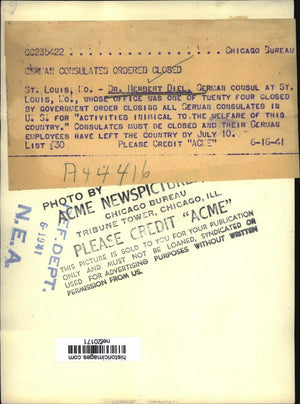 CC235422 . . . . . Chicago Bureau
GERMAN CONSULATES ORDERED CLOSED
St. Louis, Mo. - Dr. Herbert Diel, German consul at St.
Louis, Mo., whose office was one of twenty four closed
by government order closing all German consulates in
U. S. for "activities inimical to the welfare of this
country." Consulates must be closed and their German
employees have left the country by July 10.
List #30 Please Credit "ACME" 6-16-41
A44416
PHOTO BY
ACME NEWSPICTURES
CHICAGO BUREAU
TRIBUNE TOWER, CHICAGO, ILL.
PLEASE CREDIT "ACME"
THIS PICTURE IS SOLD TO YOU FOR YOUR PUBLICATION
ONLY AND MUST NOT BE LOANED, SYNDICATED OR
USED FOR ADVERTISING PURPOSES WITHOUT WRITTEN
PERMISSION FROM US.
REF. DEPT.
1941
N.E.A.
historicimages.com